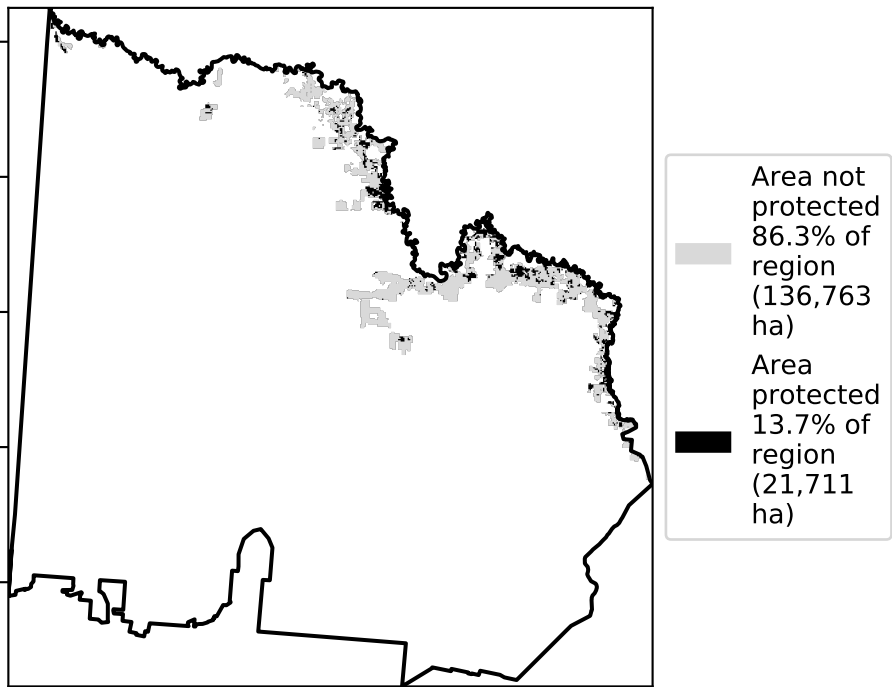 Area not
protected
86.3% of
region
(136,763
ha)
Area
protected
13.7% of
region
(21,711
ha)